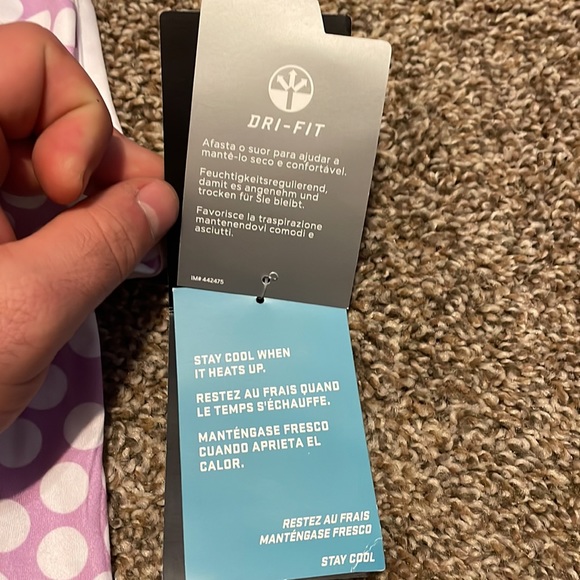 DRI-FIT
Afasta o suor para ajudar a
mantê-lo seco e confortável.
Feuchtigkeitsregulierend,
damit es angenehm und
trocken für Sie bleibt.
Favorisce la traspirazione
mantenendovi comodi e
asciutti.
IM# 442475
STAY COOL WHEN
IT HEATS UP.
RESTEZ AU FRAIS QUAND
LE TEMPS S'ÉCHAUFFE.
MANTÉNGASE FRESCO
CUANDO APRIETA EL
CALOR.
RESTEZ AU FRAIS
MANTÉNGASE FRESCO
STAY COOL